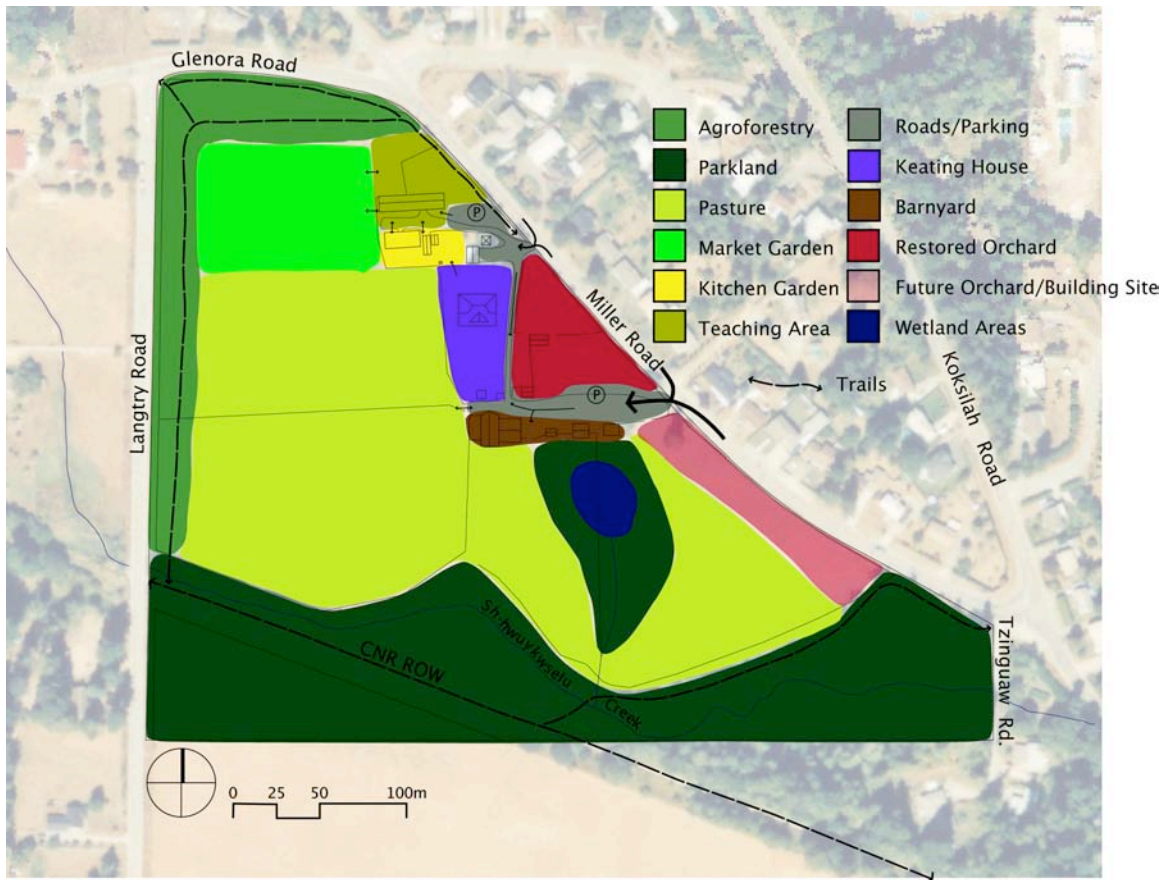 Glenora Road
Agroforestry
Parkland
Pasture
Market Garden
Kitchen Garden
Teaching Area
Roads/Parking
Keating House
Barnyard
Restored Orchard
Future Orchard/Building Site
Wetland Areas
Trails
P
Miller Road
Koksilah Road
Langtry Road
P
Sh-hwuykwselu
Creek
CNR ROW
Tzinguaw Rd.
0 25 50 100m